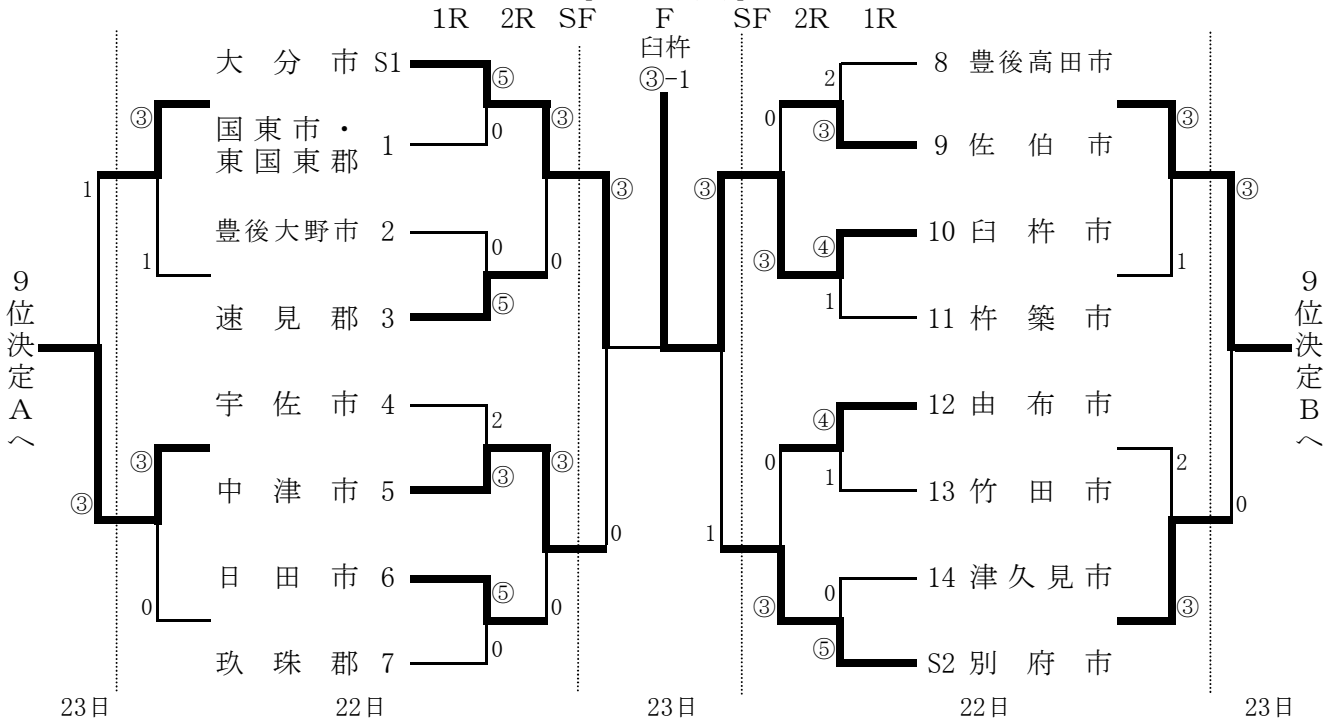 1R 2R SF F SF 2R 1R
臼杵
③-1
大分市 S1 ⑤ 2 8 豊後高田市
③ ③ 0 ③
国東市・東国東郡 1 0 ③ 9 佐伯市
1 ③ ③ ③
豊後大野市 2 0 ④ 10 臼杵市
1 0 ③ 1
速見郡 3 ⑤ 1 11 杵築市
9位決定Aへ 9位決定Bへ
宇佐市 4 2 ④ 12 由布市
③ ③ 0 2
中津市 5 ③ 1 13 竹田市
③ 0 1 0
日田市 6 ⑤ 0 14 津久見市
0 0 ③ ③
玖珠郡 7 0 ⑤ S2 別府市
23日 22日 23日 22日 23日